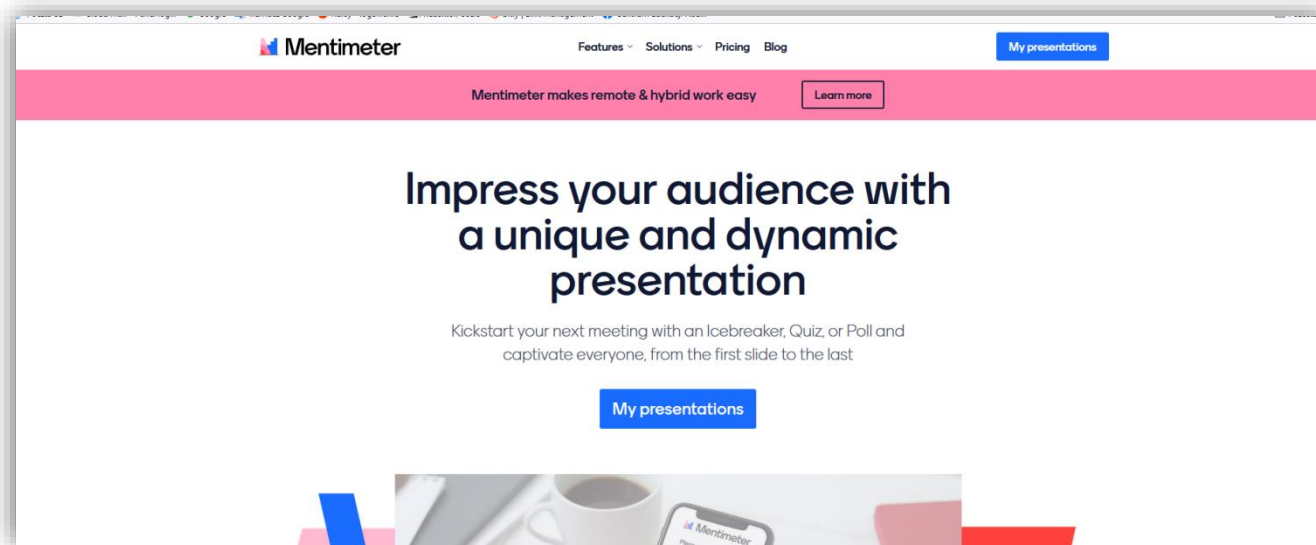 Mentimeter
Features Solutions Pricing Blog
My presentations
Mentimeter makes remote & hybrid work easy
Learn more
Impress your audience with
a unique and dynamic
presentation
Kickstart your next meeting with an Icebreaker, Quiz, or Poll and
captivate everyone, from the first slide to the last
My presentations
Mentimeter